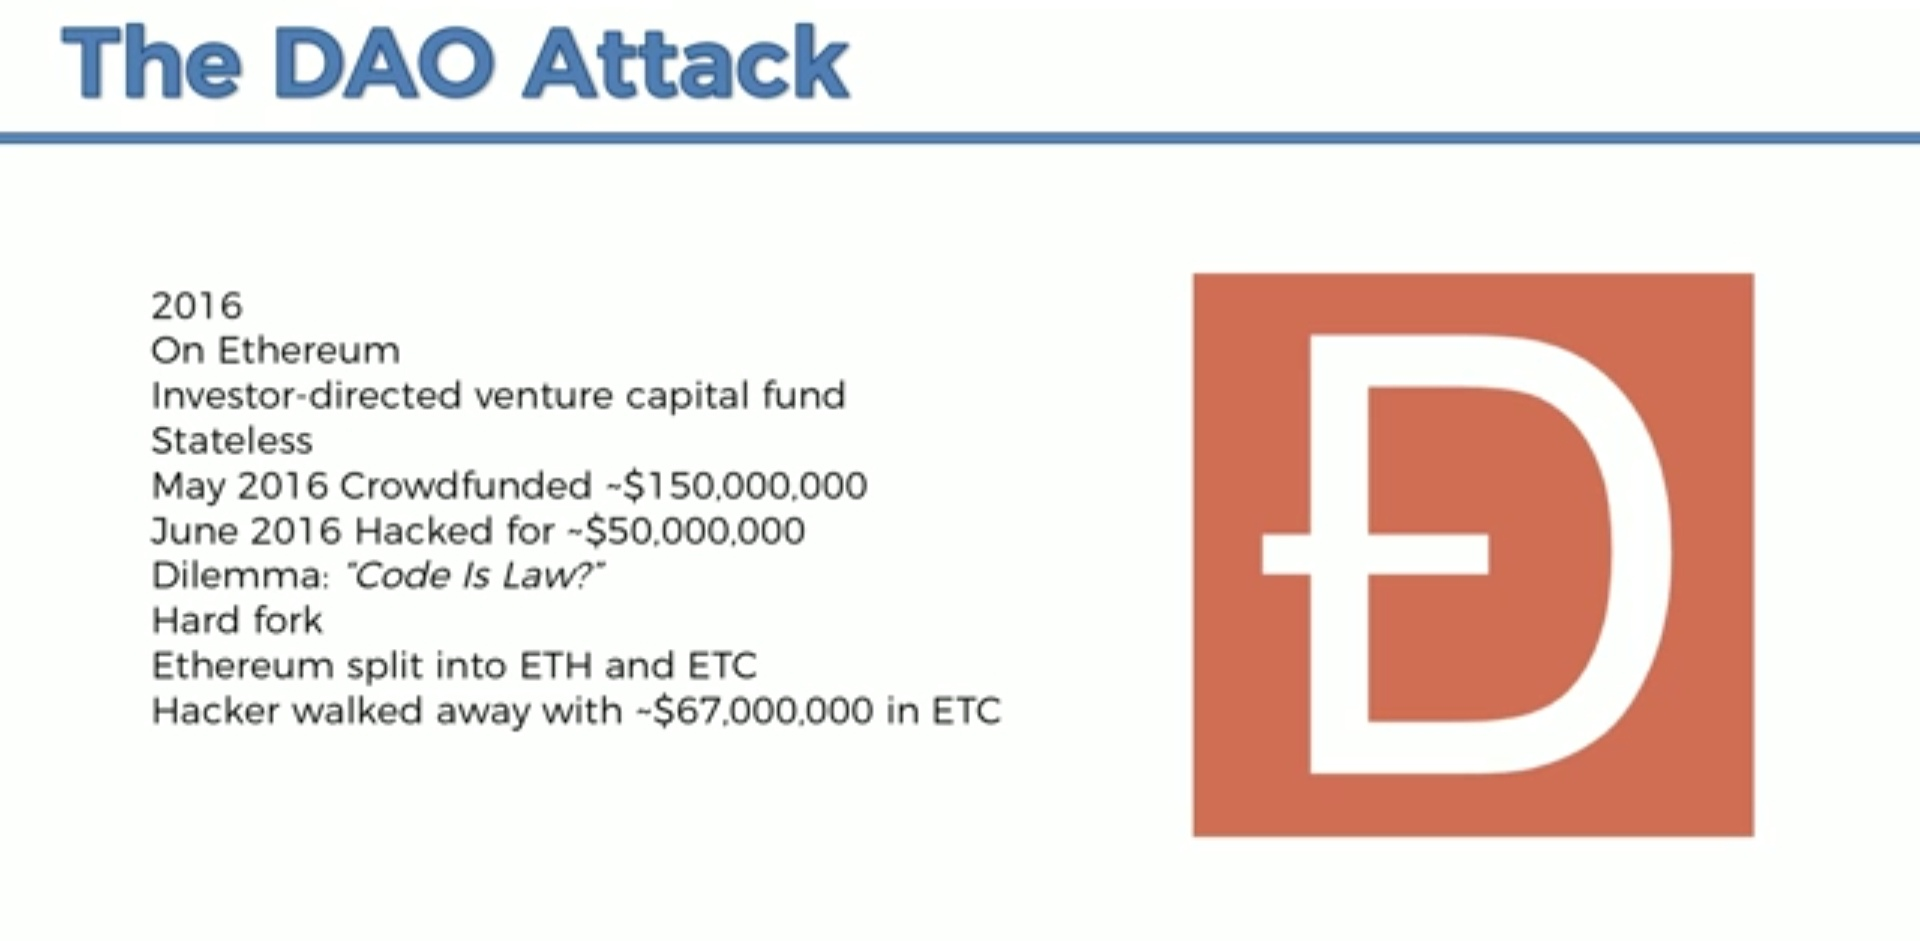 The DAO Attack
2016
On Ethereum
Investor-directed venture capital fund
Stateless
May 2016 Crowdfunded ~$150,000,000
June 2016 Hacked for ~$50,000,000
Dilemma: "Code Is Law?"
Hard fork
Ethereum split into ETH and ETC
Hacker walked away with ~$67,000,000 in ETC
Đ